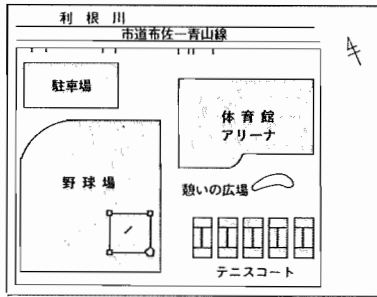 利根川
市道布佐ー青山線
駐車場
体育館
アリーナ
野球場
憩いの広場
テニスコート